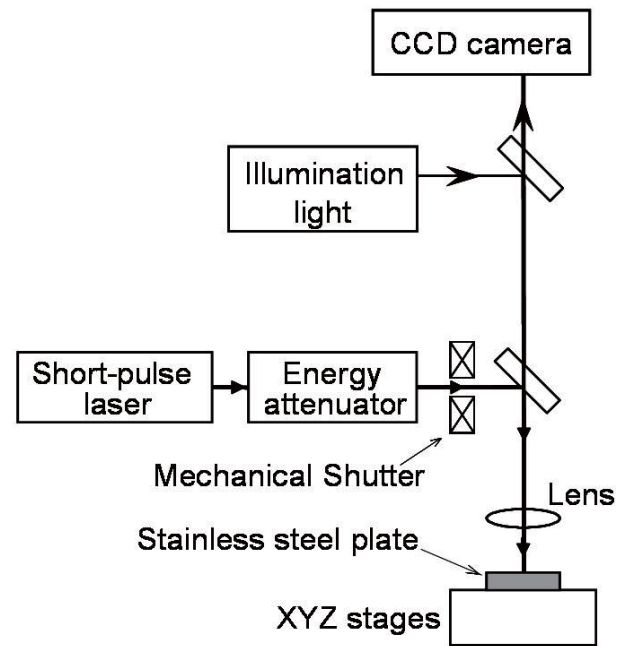 CCD camera
Illumination
light
Short-pulse
laser
Energy
attenuator
Mechanical Shutter
Lens
Stainless steel plate
XYZ stages